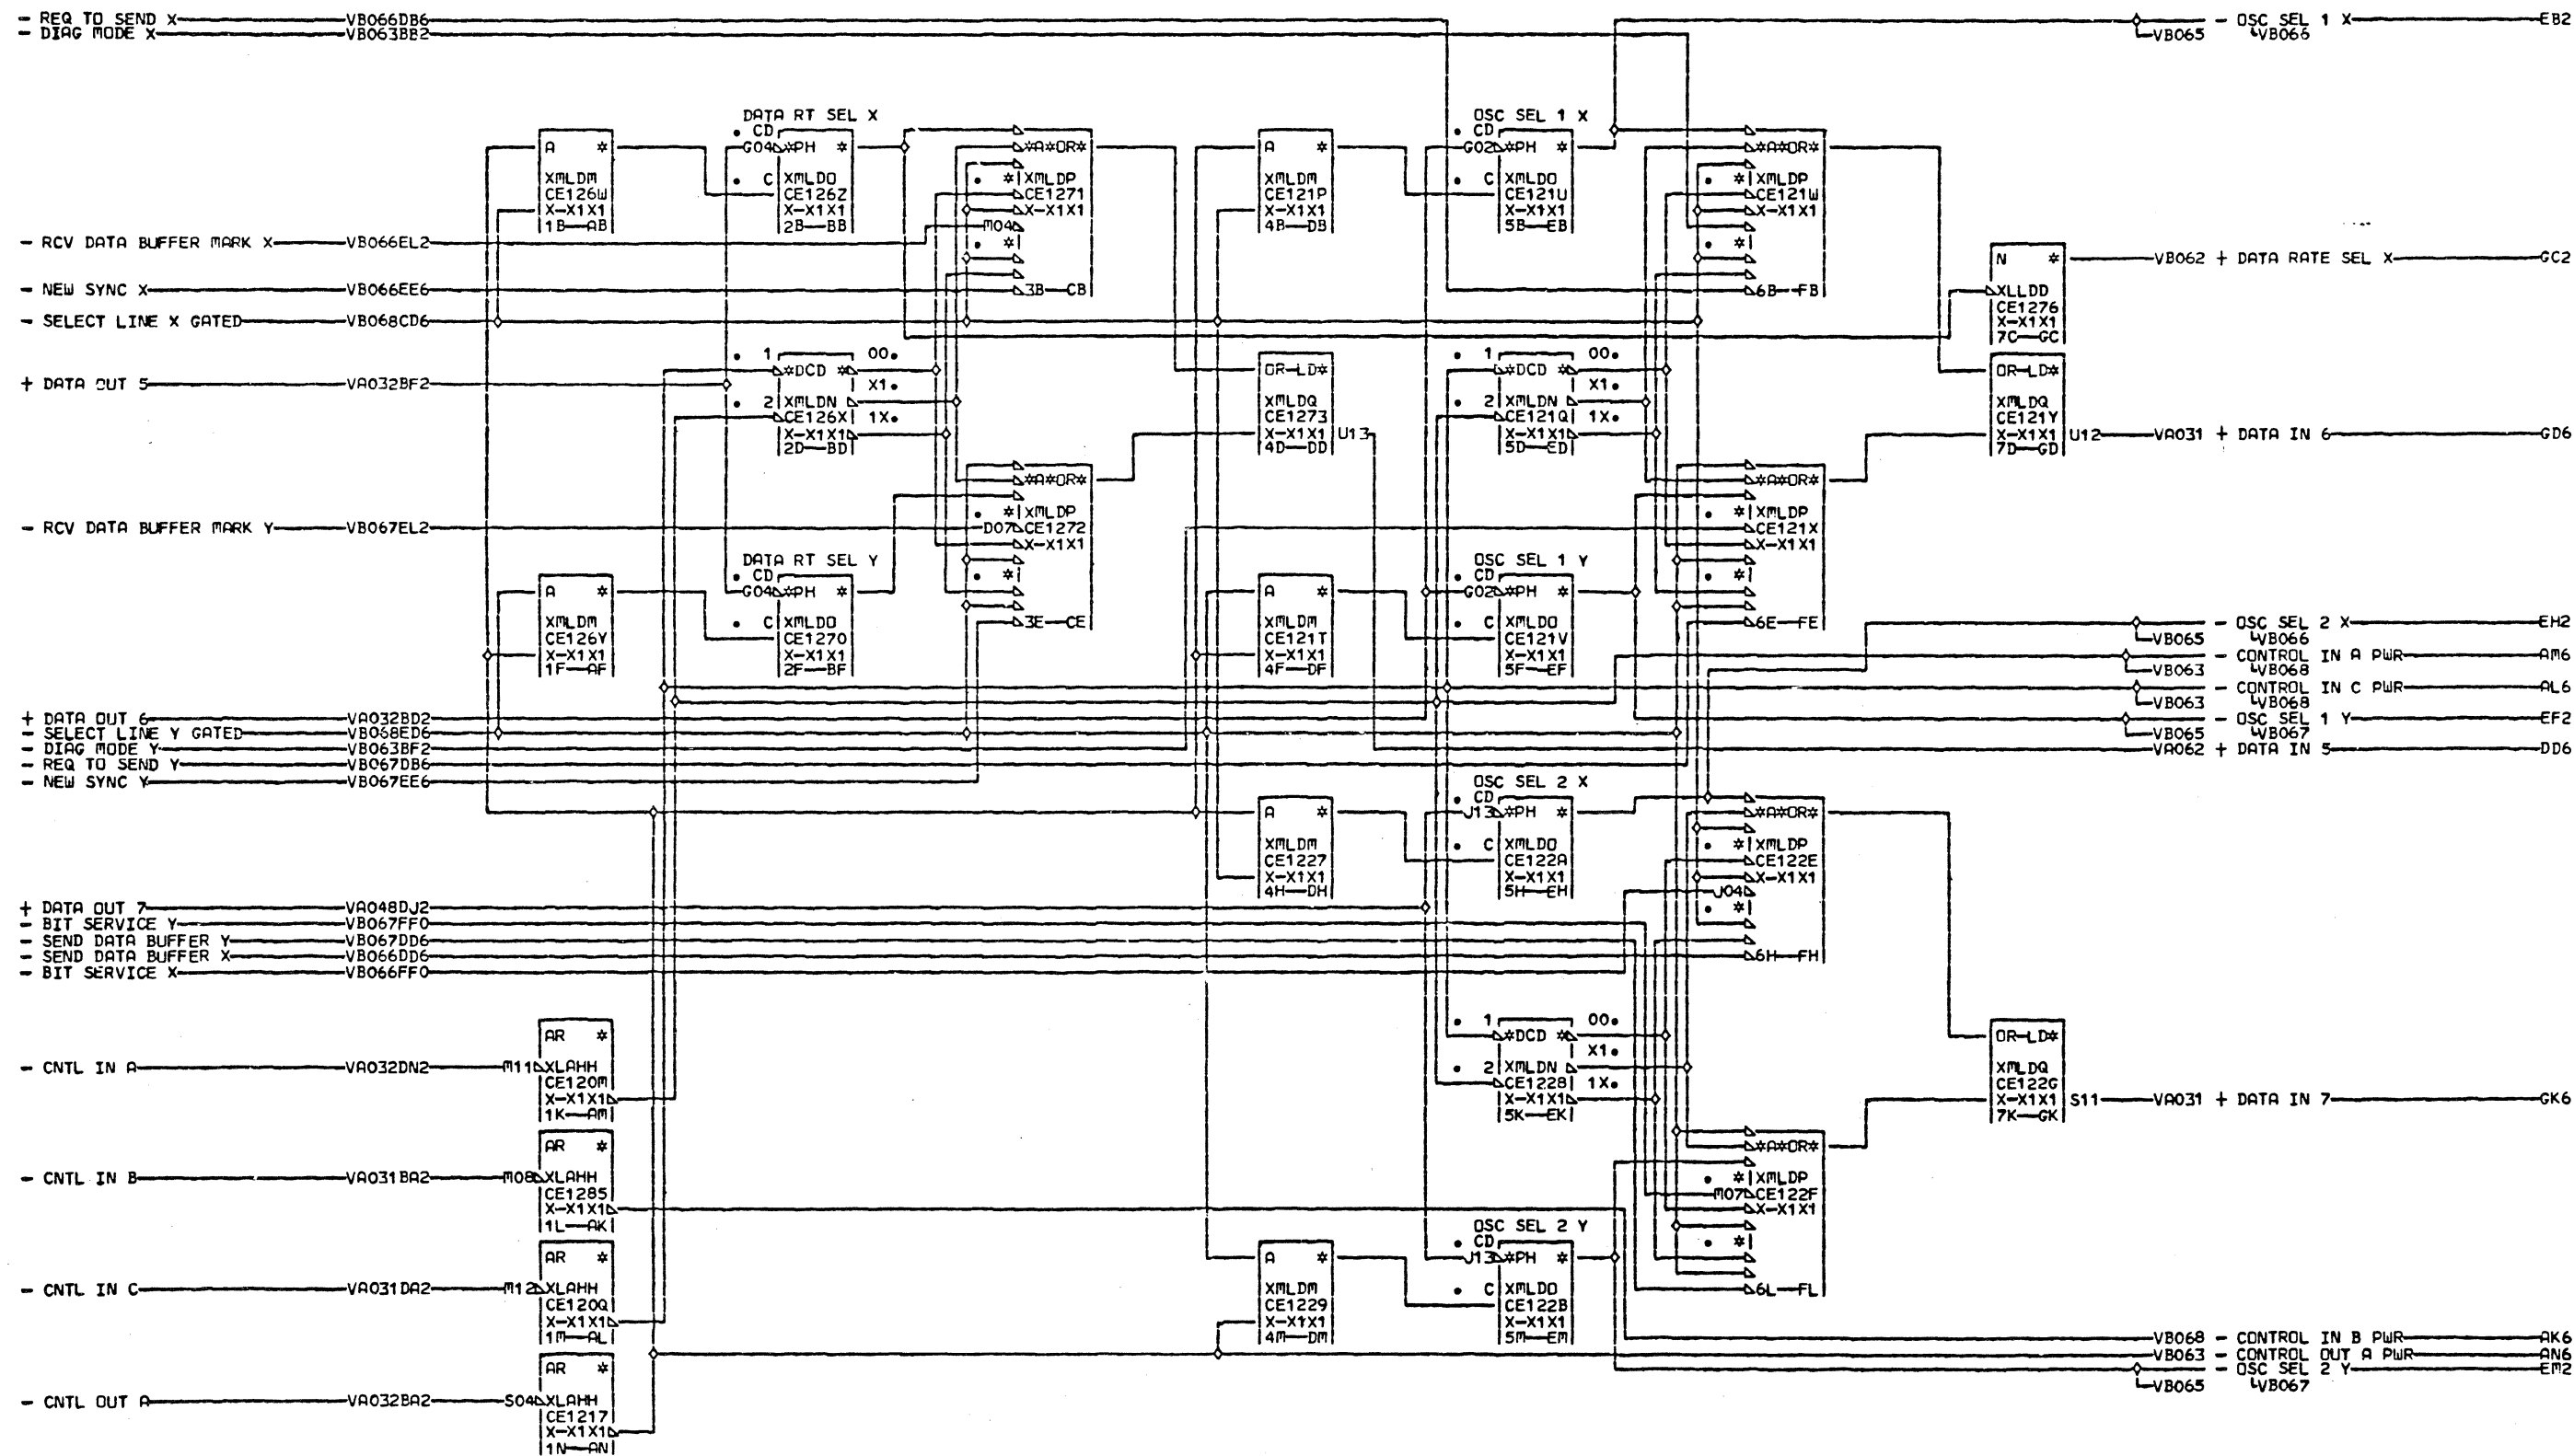 - REQ TO SEND X VB066DB6
- DIAG MODE X VB063BB2
- OSC SEL 1 X EB2
VB065 VB066
DATA RT SEL X
CD
G04 *PH *
C XMLDO
CE126Z
X-X1X1
2B BB
A *
XMLDM
CE126W
X-X1X1
1B AB
*A*OR*
* XMLDP
CE1271
X-X1X1
M04
*
3B CB
A *
XMLDM
CE121P
X-X1X1
4B DB
OSC SEL 1 X
CD
G02 *PH *
C XMLDO
CE121U
X-X1X1
5B EB
*A*OR*
* XMLDP
CE121W
X-X1X1
*
6B FB
- RCV DATA BUFFER MARK X VB066EL2
- NEW SYNC X VB066EE6
- SELECT LINE X GATED VB068CD6
N *
XLLDD
CE1276
X-X1X1
7C GC
VB062 + DATA RATE SEL X GC2
+ DATA OUT 5 VA032BF2
1 00
*DCD *
X1
2 XMLDN
CE126X 1X
X-X1X1
2D BD
OR-LD*
XMLDQ
CE1273
X-X1X1 U13
4D DD
1 00
*DCD *
X1
2 XMLDN
CE121Q 1X
X-X1X1
5D ED
OR-LD*
XMLDQ
CE121Y
X-X1X1 U12
7D GD
VA031 + DATA IN 6 GD6
- RCV DATA BUFFER MARK Y VB067EL2
*A*OR*
* XMLDP
D07 CE1272
X-X1X1
*
3E CE
*A*OR*
* XMLDP
CE121X
X-X1X1
*
6E FE
A *
XMLDM
CE126Y
X-X1X1
1F AF
DATA RT SEL Y
CD
G04 *PH *
C XMLDO
CE1270
X-X1X1
2F BF
A *
XMLDM
CE121T
X-X1X1
4F DF
OSC SEL 1 Y
CD
G02 *PH *
C XMLDO
CE121V
X-X1X1
5F EF
- OSC SEL 2 X EH2
VB065 VB066
- CONTROL IN A PWR AM6
VB063 VB068
- CONTROL IN C PWR AL6
VB063 VB068
- OSC SEL 1 Y EF2
VB065 VB067
VA062 + DATA IN 5 DD6
+ DATA OUT 6 VA032BD2
- SELECT LINE Y GATED VB068ED6
- DIAG MODE Y VB063BF2
- REQ TO SEND Y VB067DB6
- NEW SYNC Y VB067EE6
A *
XMLDM
CE1227
X-X1X1
4H DH
OSC SEL 2 X
CD
J13 *PH *
C XMLDO
CE122A
X-X1X1
5H EH
*A*OR*
* XMLDP
CE122E
X-X1X1
J04
*
6H FH
+ DATA OUT 7 VA048DJ2
- BIT SERVICE Y VB067FF0
- SEND DATA BUFFER Y VB067DD6
- SEND DATA BUFFER X VB066DD6
- BIT SERVICE X VB066FF0
- CNTL IN A VA032DN2 M11
AR *
XLAHH
CE120M
X-X1X1
1K AM
1 00
*DCD *
X1
2 XMLDN
CE1228 1X
X-X1X1
5K EK
OR-LD*
XMLDQ
CE122G
X-X1X1 S11
7K GK
VA031 + DATA IN 7 GK6
- CNTL IN B VA031BA2 M08
AR *
XLAHH
CE1285
X-X1X1
1L AK
*A*OR*
* XMLDP
M07 CE122F
X-X1X1
*
6L FL
- CNTL IN C VA031DA2 M12
AR *
XLAHH
CE120Q
X-X1X1
1M AL
A *
XMLDM
CE1229
X-X1X1
4M DM
OSC SEL 2 Y
CD
J13 *PH *
C XMLDO
CE122B
X-X1X1
5M EM
VB068 - CONTROL IN B PWR AK6
VB063 - CONTROL OUT A PWR AN6
- OSC SEL 2 Y EM2
VB065 VB067
- CNTL OUT A VA032BA2 S04
AR *
XLAHH
CE1217
X-X1X1
1N AN